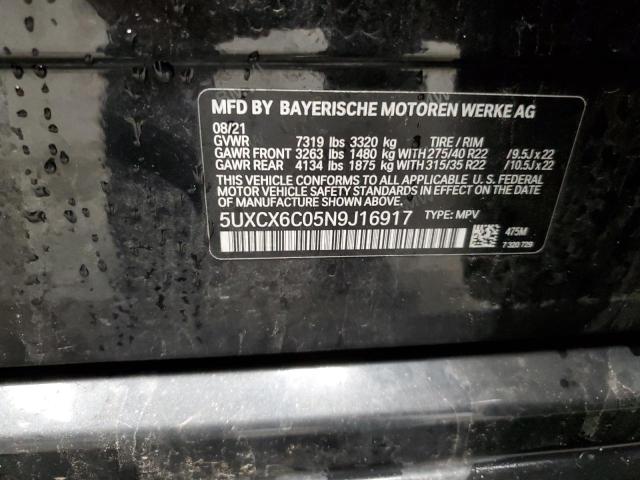 MFD BY BAYERISCHE MOTOREN WERKE AG
08/21
GVWR 7319 lbs 3320 kg TIRE / RIM
GAWR FRONT 3263 lbs 1480 kg WITH 275/40 R22 /9.5J x 22
GAWR REAR 4134 lbs 1875 kg WITH 315/35 R22 /10.5J x 22
THIS VEHICLE CONFORMS TO ALL APPLICABLE U.S. FEDERAL
MOTOR VEHICLE SAFETY STANDARDS IN EFFECT ON THE DATE
OF MANUFACTURE SHOWN ABOVE.
5UXCX6C05N9J16917 TYPE: MPV
475M
7 320 729